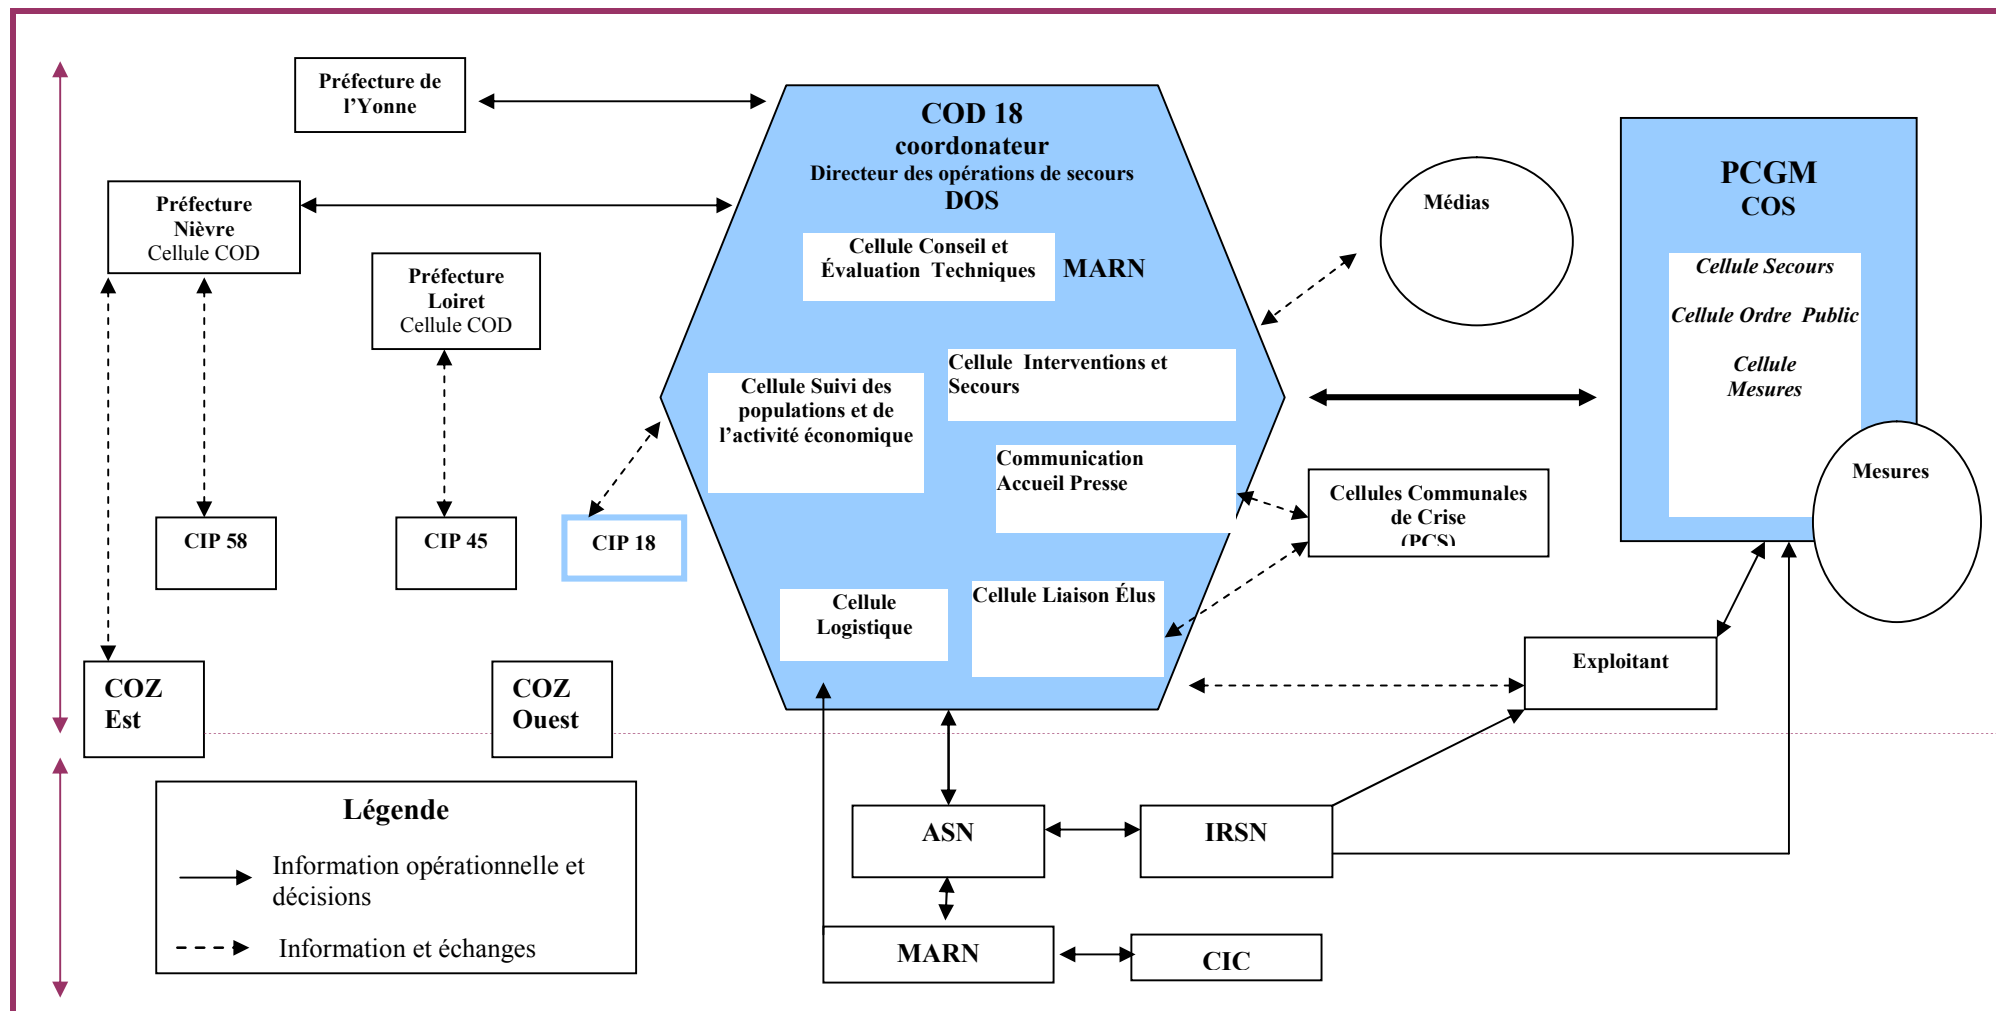 Préfecture de
l'Yonne
Préfecture
Nièvre
Cellule COD
Préfecture
Loiret
Cellule COD
CIP 58
CIP 45
CIP 18
COZ
Est
COZ
Ouest
COD 18
coordonateur
Directeur des opérations de secours
DOS
Cellule Conseil et
Évaluation Techniques
MARN
Cellule Interventions et
Secours
Cellule Suivi des
populations et de
l'activité économique
Communication
Accueil Presse
Cellule
Logistique
Cellule Liaison Élus
Médias
PCGM
COS
Cellule Secours
Cellule Ordre Public
Cellule
Mesures
Mesures
Cellules Communales
de Crise
(PCS)
Exploitant
ASN
IRSN
MARN
CIC
Légende
Information opérationnelle et
décisions
Information et échanges